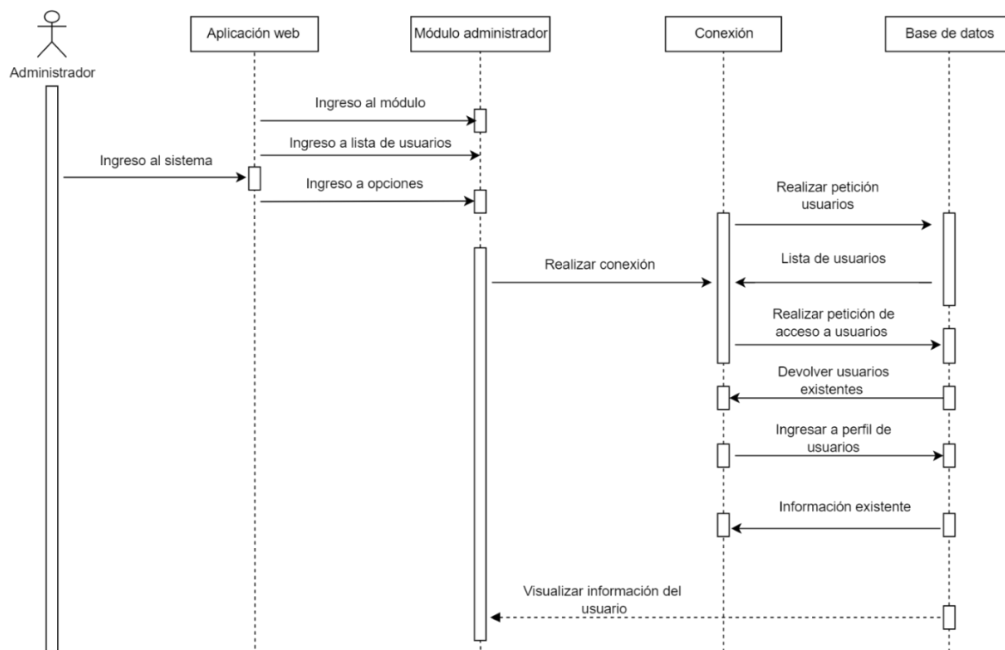 Aplicación web
Módulo administrador
Conexión
Base de datos
Administrador
Ingreso al módulo
Ingreso a lista de usuarios
Ingreso al sistema
Ingreso a opciones
Realizar petición
usuarios
Lista de usuarios
Realizar conexión
Realizar petición de
acceso a usuarios
Devolver usuarios
existentes
Ingresar a perfil de
usuarios
Información existente
Visualizar información del
usuario